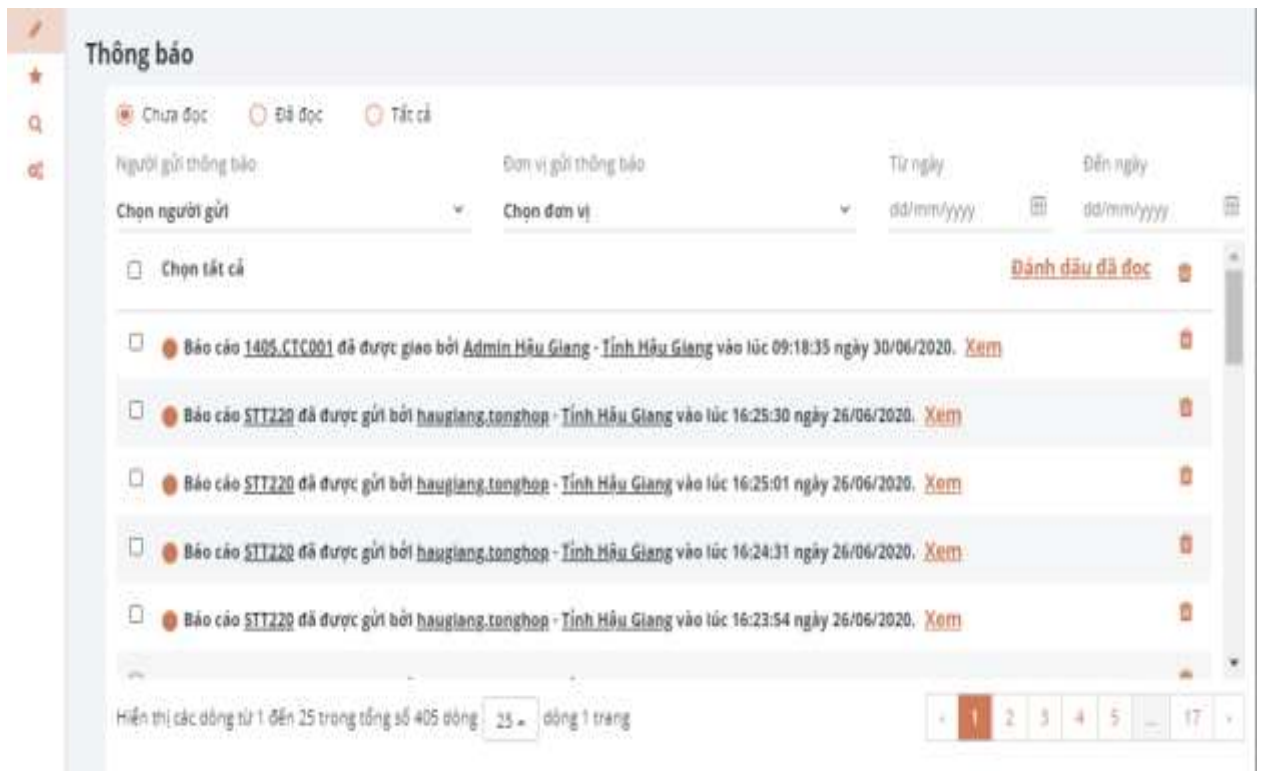 Thông báo
Chưa đọc Đã đọc Tất cả
Người gửi thông báo Đơn vị gửi thông báo Từ ngày Đến ngày
Chọn người gửi Chọn đơn vị dd/mm/yyyy dd/mm/yyyy
Chọn tất cả Đánh dấu đã đọc
Báo cáo 1405.CTC001 đã được giao bởi Admin Hậu Giang - Tỉnh Hậu Giang vào lúc 09:18:35 ngày 30/06/2020. Xem
Báo cáo STT220 đã được gửi bởi haugiang.tonghop - Tỉnh Hậu Giang vào lúc 16:25:30 ngày 26/06/2020. Xem
Báo cáo STT220 đã được gửi bởi haugiang.tonghop - Tỉnh Hậu Giang vào lúc 16:25:01 ngày 26/06/2020. Xem
Báo cáo STT220 đã được gửi bởi haugiang.tonghop - Tỉnh Hậu Giang vào lúc 16:24:31 ngày 26/06/2020. Xem
Báo cáo STT220 đã được gửi bởi haugiang.tonghop - Tỉnh Hậu Giang vào lúc 16:23:54 ngày 26/06/2020. Xem
Hiển thị các dòng từ 1 đến 25 trong tổng số 405 dòng 25 dòng 1 trang ‹ 1 2 3 4 5 ... 17 ›